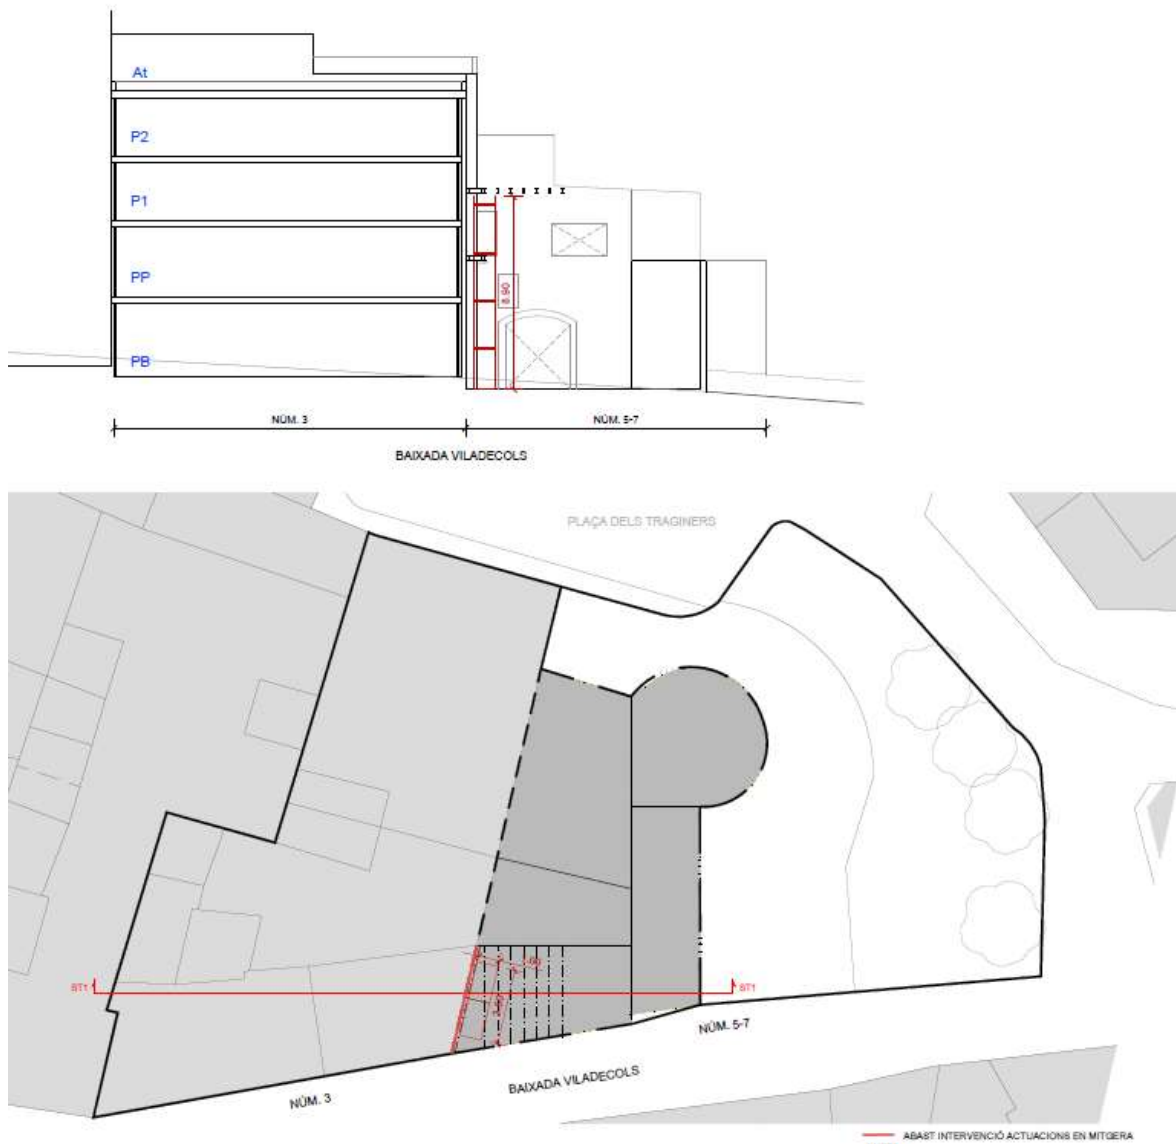 At
P2
P1
PP
8.90
PB
NÚM. 3
NÚM. 5-7
BAIXADA VILADECOLS
PLAÇA DELS TRAGINERS
ST1
ST1
NÚM. 5-7
BAIXADA VILADECOLS
NÚM. 3
ABAST INTERVENCIÓ ACTUACIONS EN MITGERA